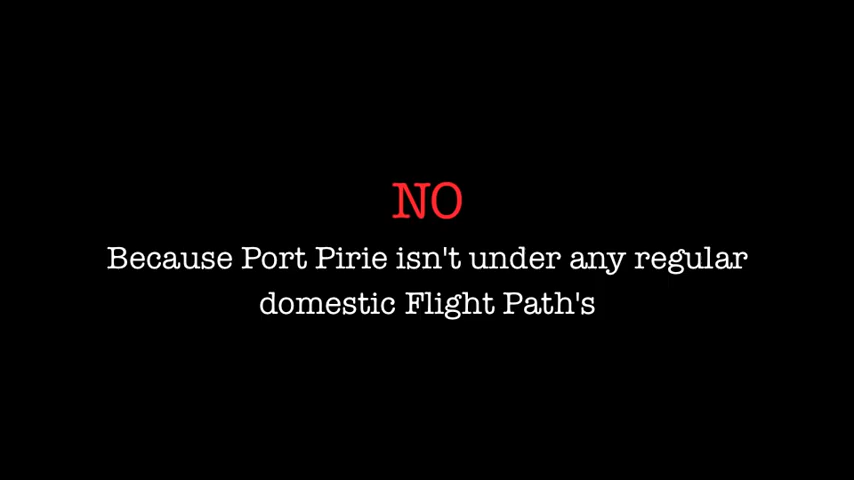 NO
Because Port Pirie isn't under any regular
domestic Flight Path's